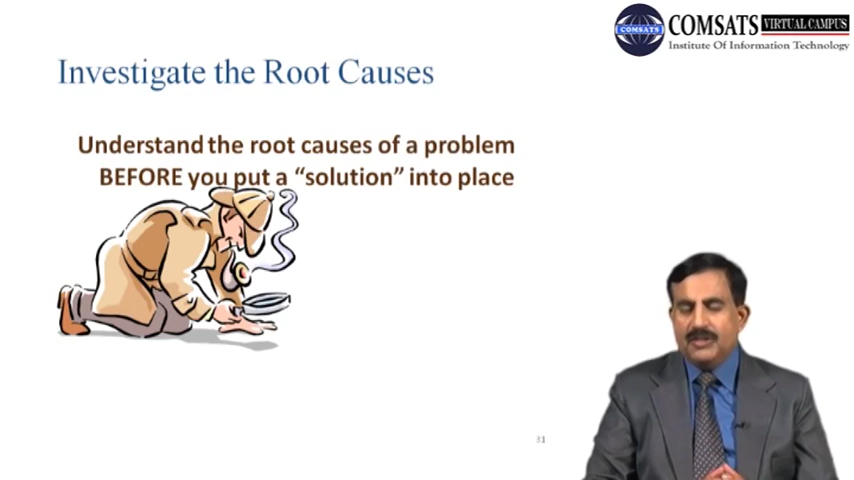 COMSATS VIRTUAL CAMPUS
COMSATS
Institute Of Information Technology
Investigate the Root Causes
Understand the root causes of a problem
BEFORE you put a “solution” into place
31